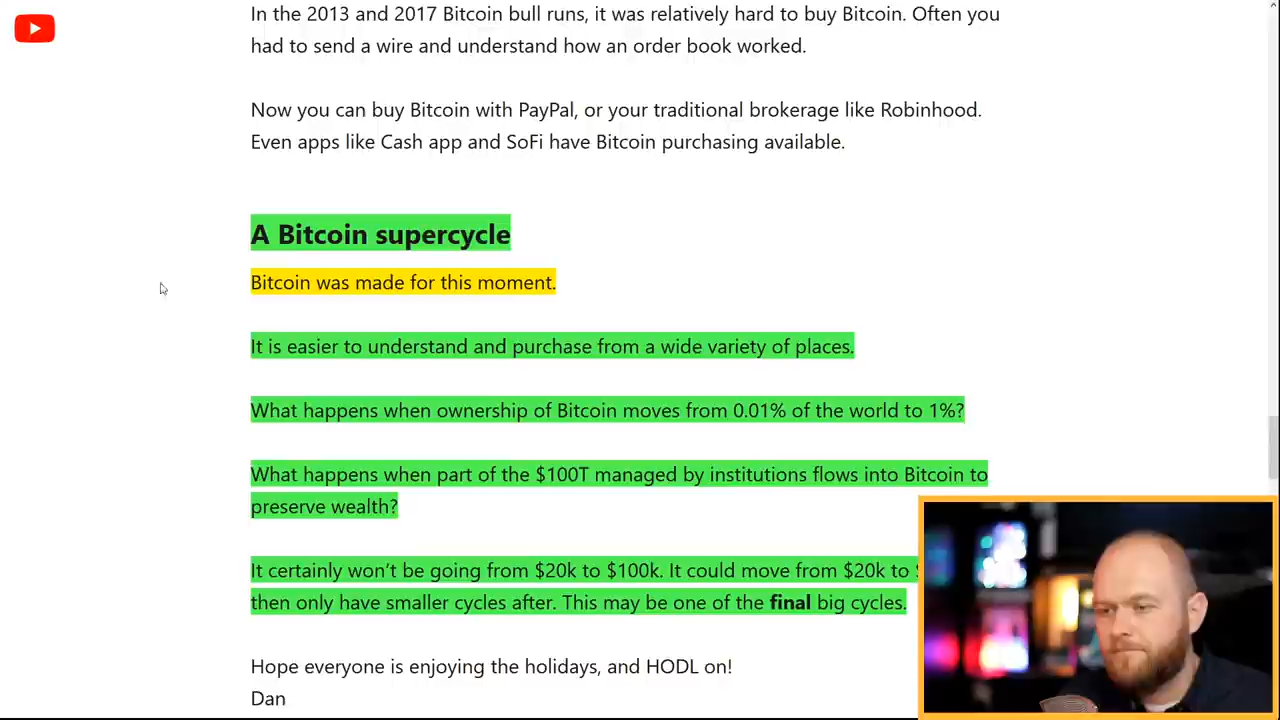 In the 2013 and 2017 Bitcoin bull runs, it was relatively hard to buy Bitcoin. Often you
had to send a wire and understand how an order book worked.
Now you can buy Bitcoin with PayPal, or your traditional brokerage like Robinhood.
Even apps like Cash app and SoFi have Bitcoin purchasing available.
A Bitcoin supercycle
Bitcoin was made for this moment.
It is easier to understand and purchase from a wide variety of places.
What happens when ownership of Bitcoin moves from 0.01% of the world to 1%?
What happens when part of the $100T managed by institutions flows into Bitcoin to
preserve wealth?
It certainly won't be going from $20k to $100k. It could move from $20k to
then only have smaller cycles after. This may be one of the final big cycles.
Hope everyone is enjoying the holidays, and HODL on!
Dan